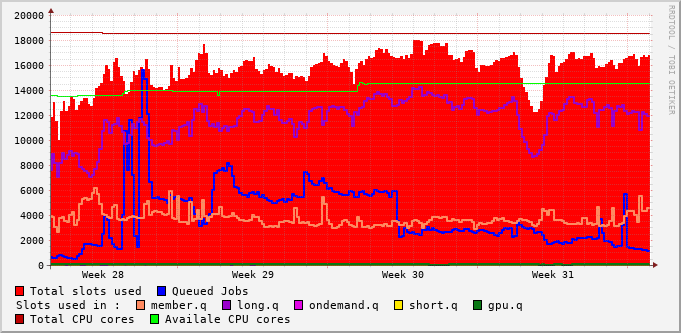 RRDTOOL / TOBI OETIKER
20000
18000
16000
14000
12000
10000
8000
6000
4000
2000
0
Week 28 Week 29 Week 30 Week 31
Total slots used Queued Jobs
Slots used in : member.q long.q ondemand.q short.q gpu.q
Total CPU cores Availale CPU cores